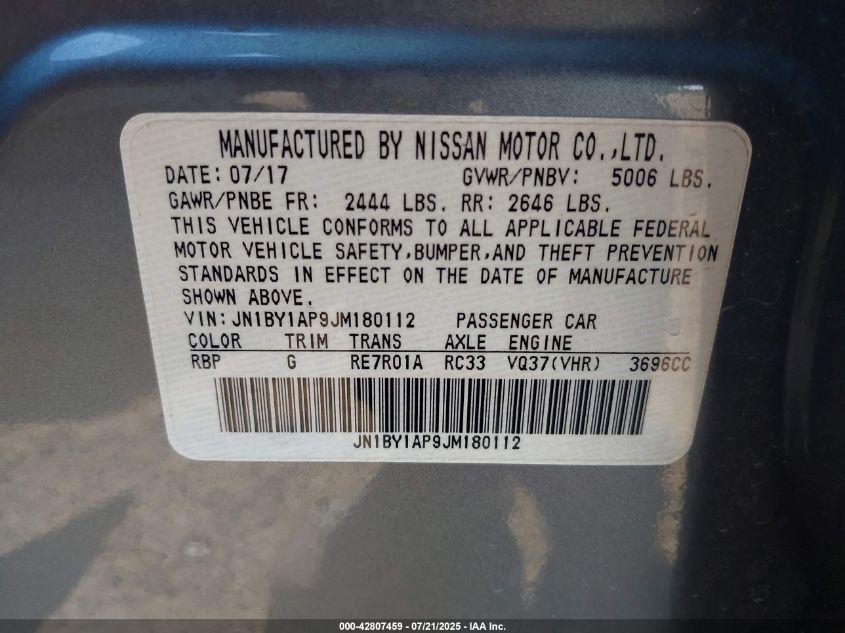 MANUFACTURED BY NISSAN MOTOR CO.,LTD.
DATE: 07/17 GVWR/PNBV: 5006 LBS.
GAWR/PNBE FR: 2444 LBS. RR: 2646 LBS.
THIS VEHICLE CONFORMS TO ALL APPLICABLE FEDERAL
MOTOR VEHICLE SAFETY,BUMPER,AND THEFT PREVENTION
STANDARDS IN EFFECT ON THE DATE OF MANUFACTURE
SHOWN ABOVE.
VIN: JN1BY1AP9JM180112 PASSENGER CAR
COLOR TRIM TRANS AXLE ENGINE
RBP G RE7R01A RC33 VQ37(VHR) 3696CC
JN1BY1AP9JM180112
000-42807459 - 07/21/2025 - IAA Inc.